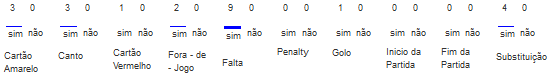 3 0 3 0 1 0 2 0 9 0 0 0 1 0 0 0 0 0 4 0
sim não sim não sim não sim não sim não sim não sim não sim não sim não sim não
Cartão Amarelo
Canto
Cartão Vermelho
Fora - de - Jogo
Falta
Penalty
Golo
Inicio da Partida
Fim da Partida
Substituição